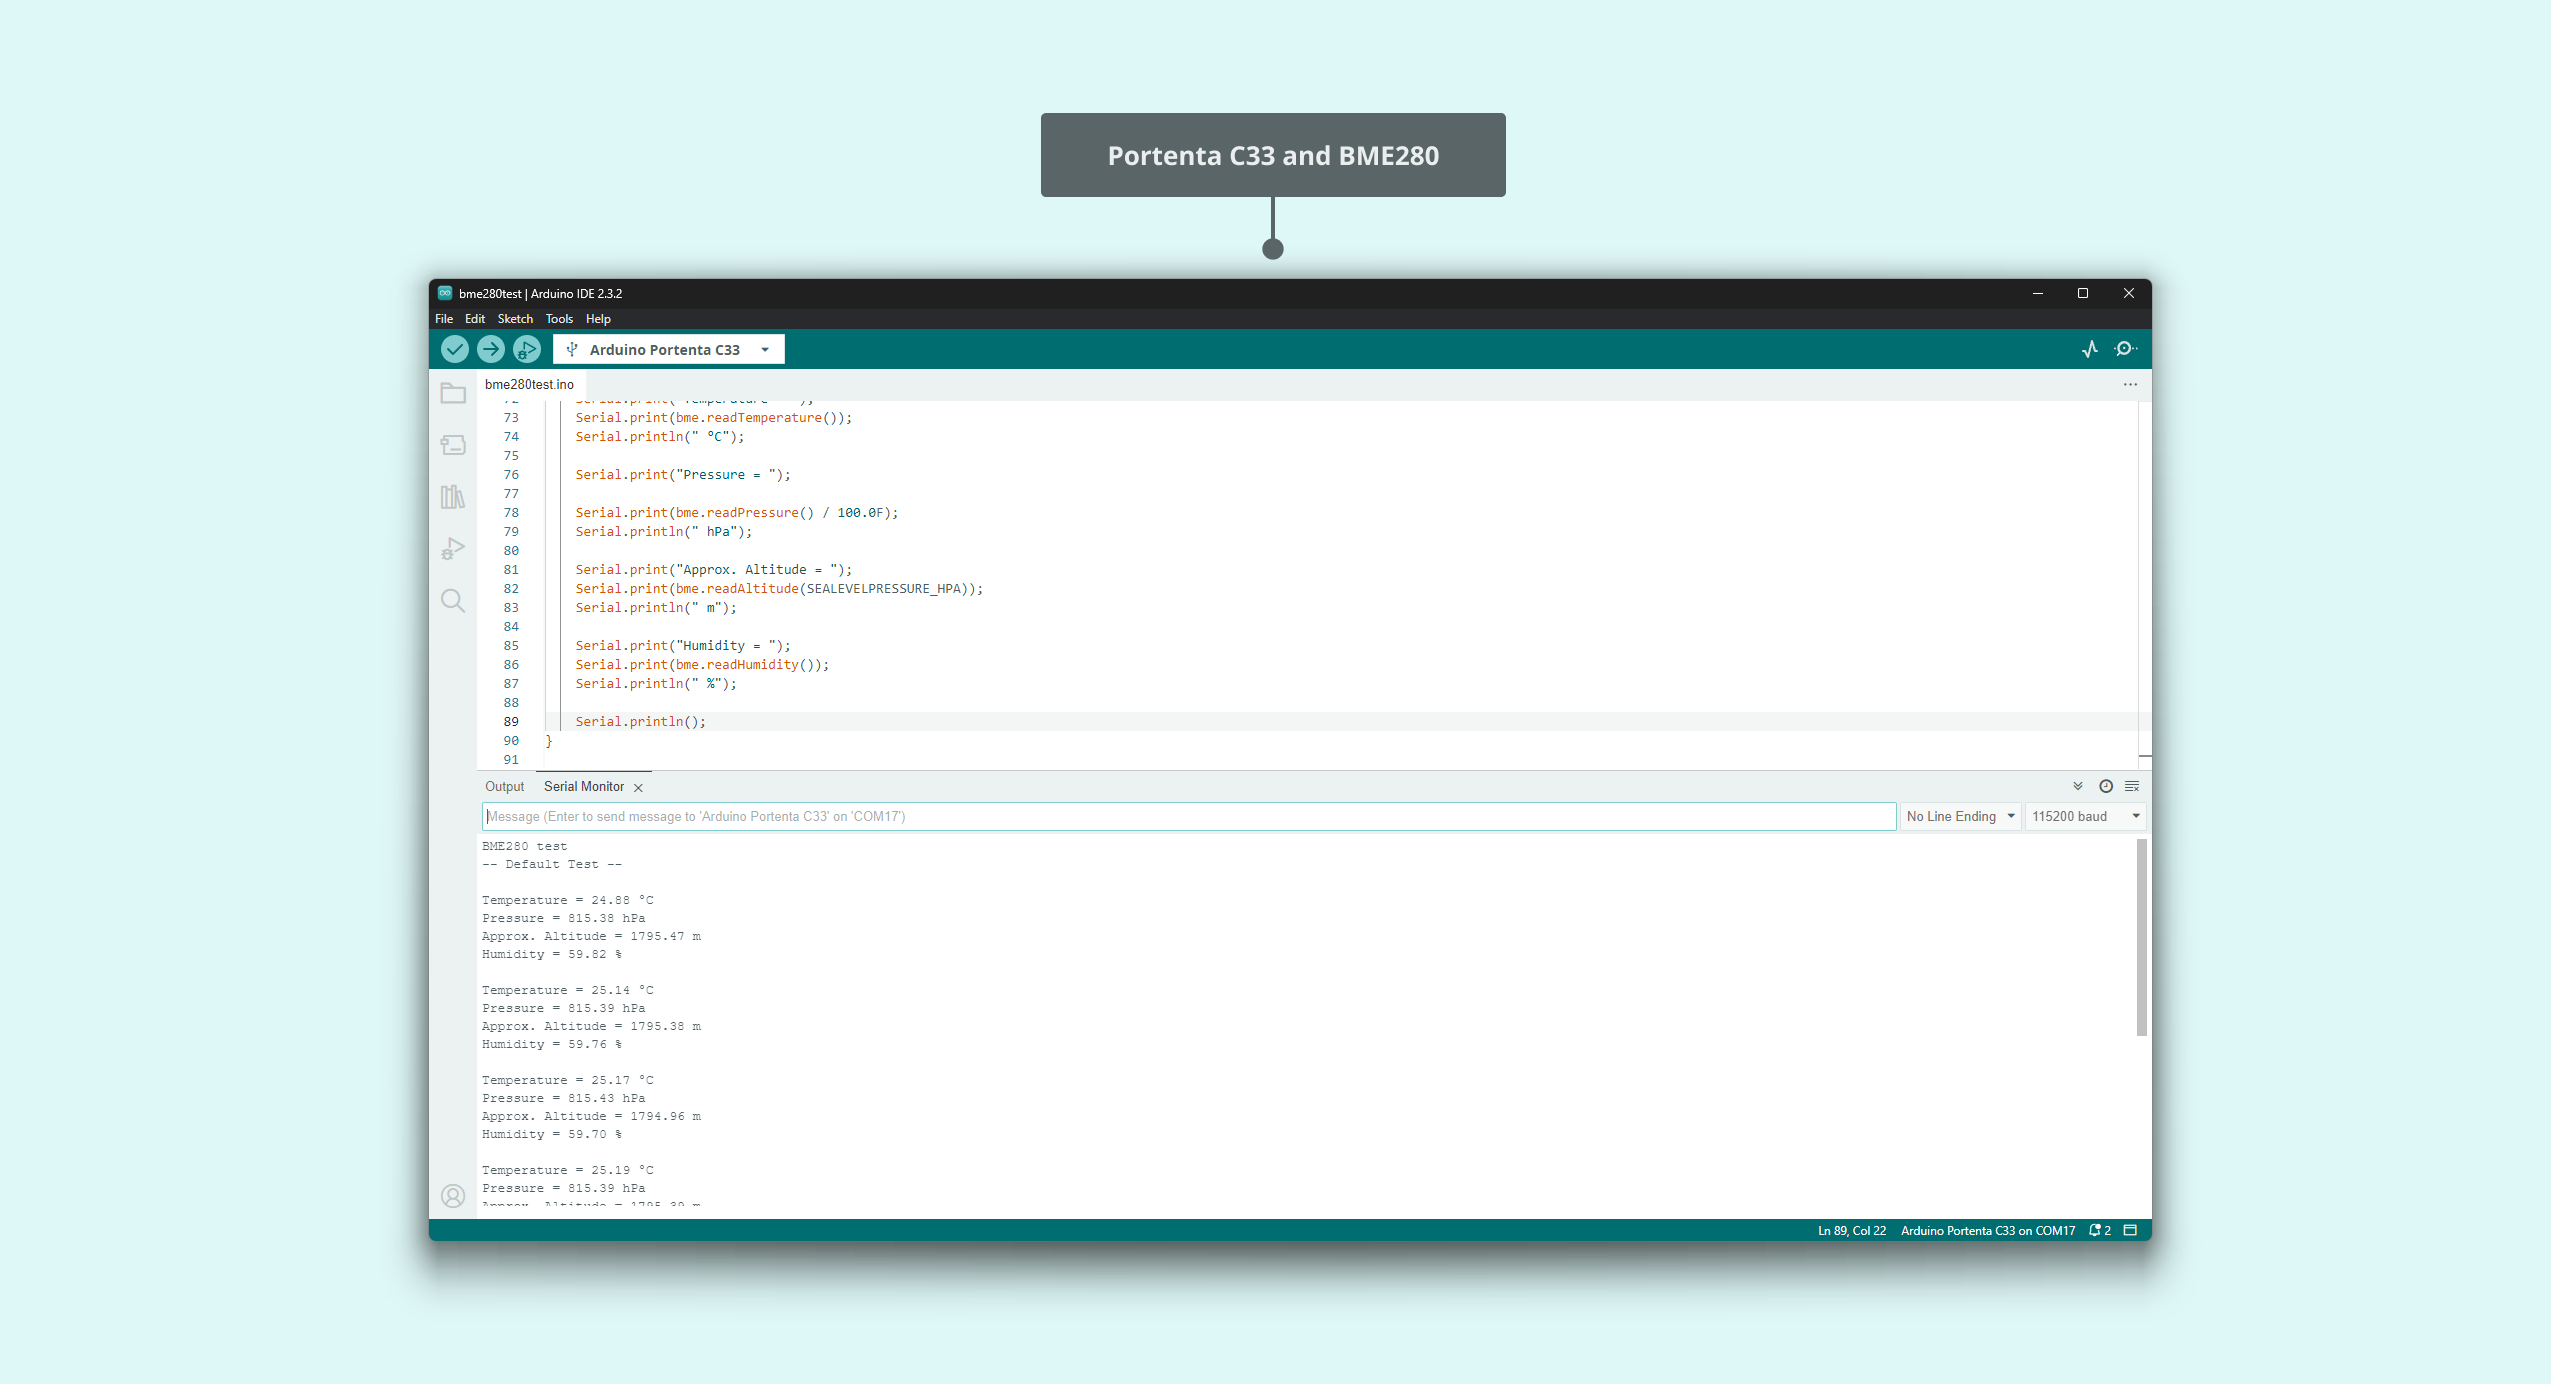 Portenta C33 and BME280
bme280test | Arduino IDE 2.3.2
File Edit Sketch Tools Help
Arduino Portenta C33
bme280test.ino
72 Serial.print("Temperature = ");
73 Serial.print(bme.readTemperature());
74 Serial.println(" °C");
75
76 Serial.print("Pressure = ");
77
78 Serial.print(bme.readPressure() / 100.0F);
79 Serial.println(" hPa");
80
81 Serial.print("Approx. Altitude = ");
82 Serial.print(bme.readAltitude(SEALEVELPRESSURE_HPA));
83 Serial.println(" m");
84
85 Serial.print("Humidity = ");
86 Serial.print(bme.readHumidity());
87 Serial.println(" %");
88
89 Serial.println();
90 }
91
Output Serial Monitor
Message (Enter to send message to 'Arduino Portenta C33' on 'COM17') No Line Ending 115200 baud
BME280 test
-- Default Test --
Temperature = 24.88 °C
Pressure = 815.38 hPa
Approx. Altitude = 1795.47 m
Humidity = 59.82 %
Temperature = 25.14 °C
Pressure = 815.39 hPa
Approx. Altitude = 1795.38 m
Humidity = 59.76 %
Temperature = 25.17 °C
Pressure = 815.43 hPa
Approx. Altitude = 1794.96 m
Humidity = 59.70 %
Temperature = 25.19 °C
Pressure = 815.39 hPa
Approx. Altitude = m
Ln 89, Col 22 Arduino Portenta C33 on COM17 2